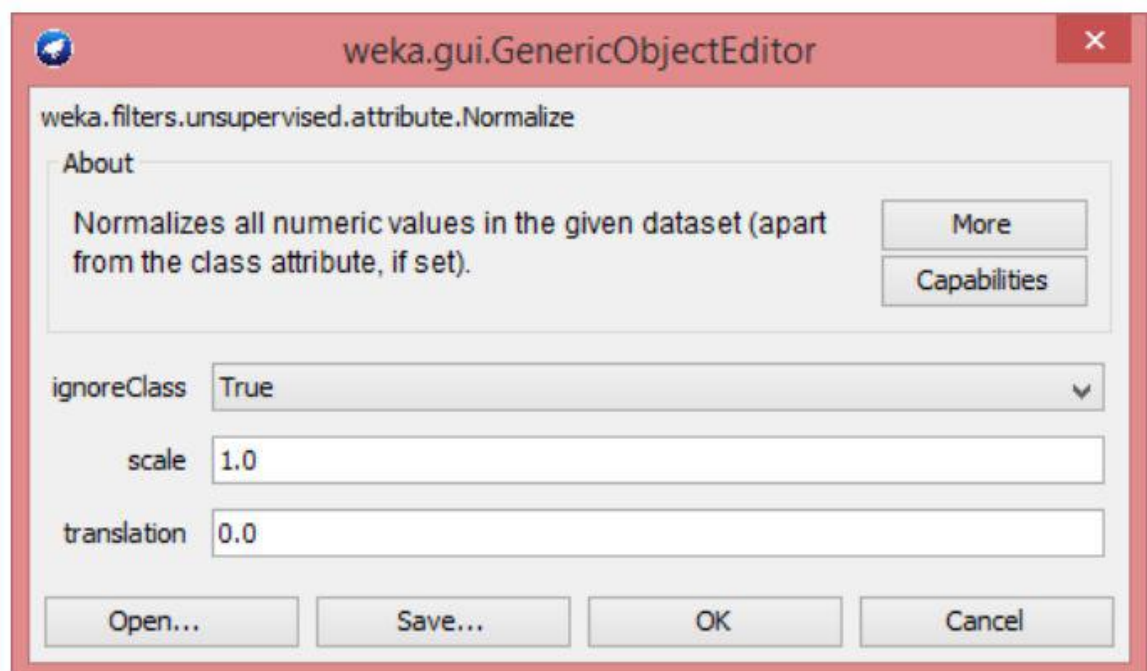 weka.gui.GenericObjectEditor
weka.filters.unsupervised.attribute.Normalize
About
Normalizes all numeric values in the given dataset (apart
from the class attribute, if set).
More
Capabilities
ignoreClass True
scale 1.0
translation 0.0
Open... Save... OK Cancel